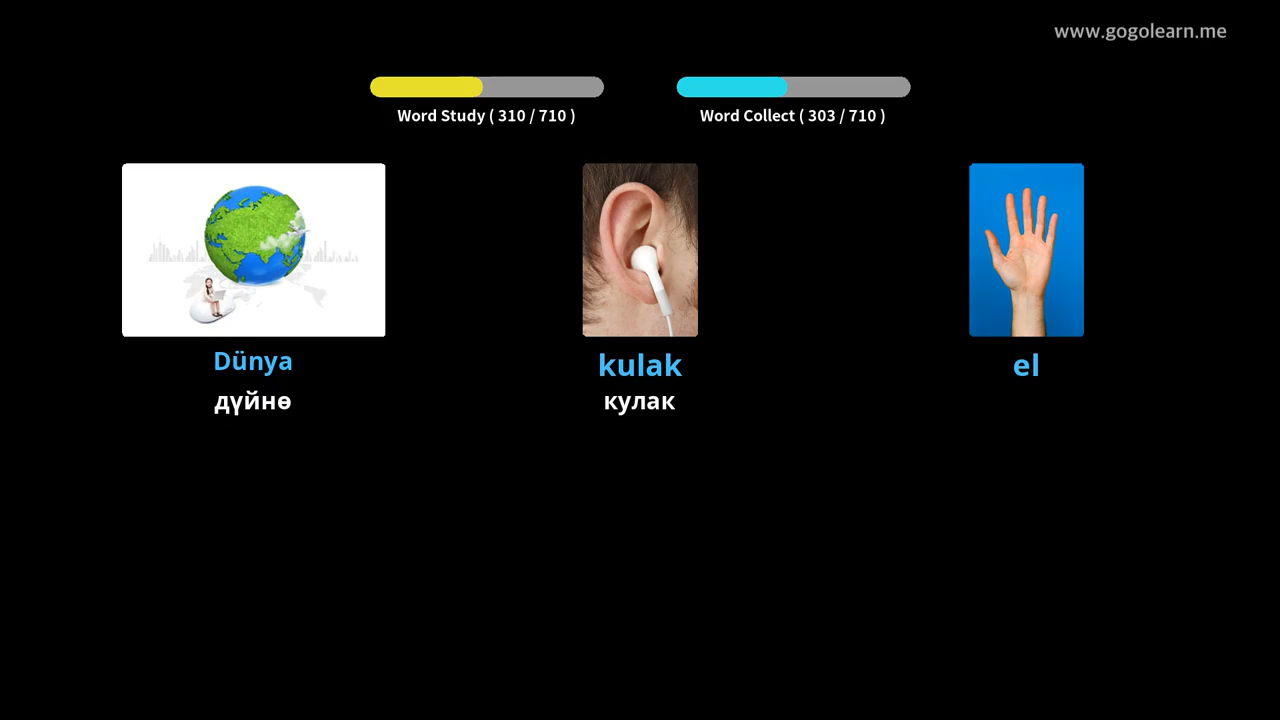 www.gogolearn.me
Word Study ( 310 / 710 )
Word Collect ( 303 / 710 )
Dünya
дүйнө
kulak
кулак
el